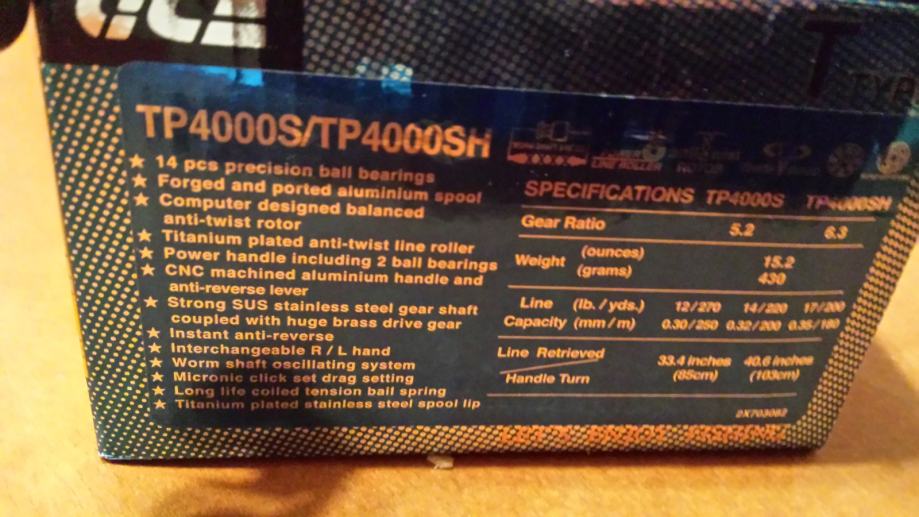 TP4000S/TP4000SH
★ 14 pcs precision ball bearings
★ Forged and ported aluminium spool
★ Computer designed balanced
anti-twist rotor
★ Titanium plated anti-twist line roller
★ Power handle including 2 ball bearings
★ CNC machined aluminium handle and
anti-reverse lever
★ Strong SUS stainless steel gear shaft
coupled with huge brass drive gear
★ Instant anti-reverse
★ Interchangeable R / L hand
★ Worm shaft oscillating system
★ Micronic click set drag setting
★ Long life coiled tension bail spring
★ Titanium plated stainless steel spool lip
LINE ROLLER
SPECIFICATIONS TP4000S TP4000SH
Gear Ratio 5.2 6.3
Weight (ounces) 15.2
(grams) 430
Line (lb. / yds.) 12/270 14/220 17/200
Capacity (mm / m) 0.30/250 0.32/200 0.35/180
Line Retrieved 33.4 inches 40.6 inches
Handle Turn (85cm) (103cm)
2X703082